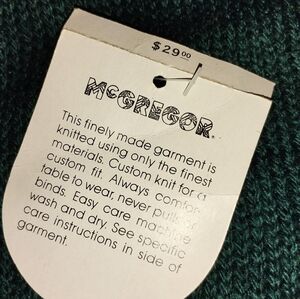 $29.00
McGREGOR®
This finely made garment is
knitted using only the finest
materials. Custom knit for a
custom fit. Always comfor-
table to wear, never pulls or
binds. Easy care machine
wash and dry. See specific
care instructions in side of
garment.